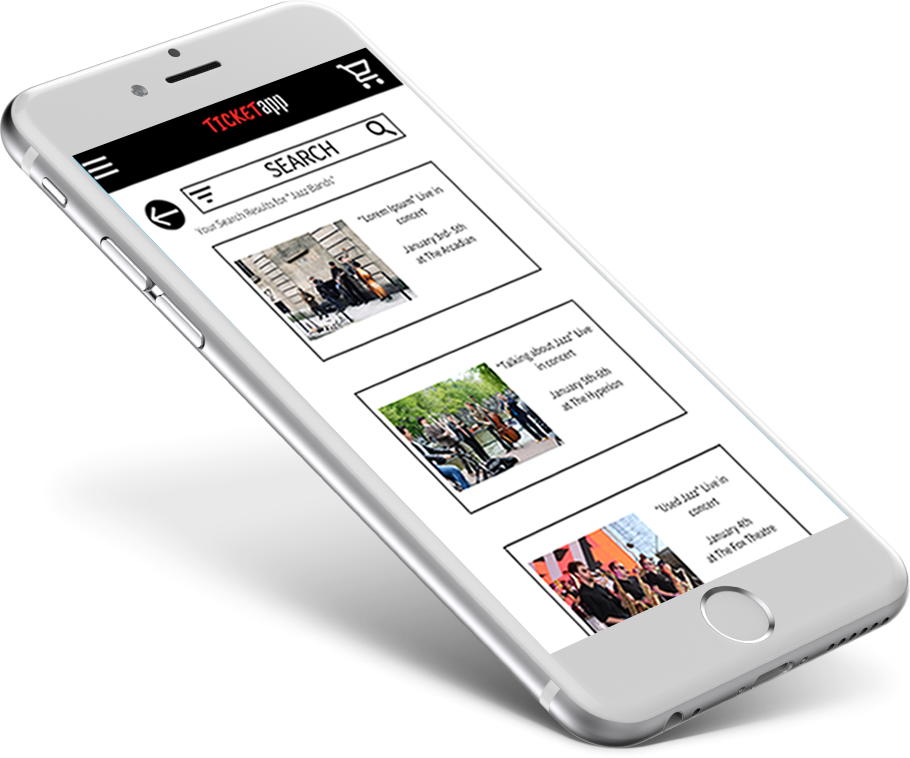 TICKETapp
SEARCH
Your Search Results for "Jazz Bands"
"Lorem Ipsum" Live in
concert
January 3rd- 5th
at The Arcadian
"Talking about Jazz" Live
in concert
January 5th-6th
at The Hyperion
"Used Jazz" Live in
concert
January 4th
at The Fox Theatre